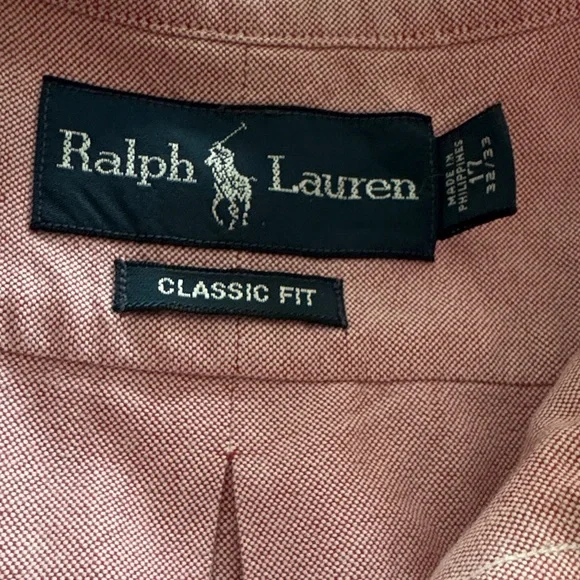 Ralph Lauren
MADE IN
PHILIPPINES
17
32/33
CLASSIC FIT